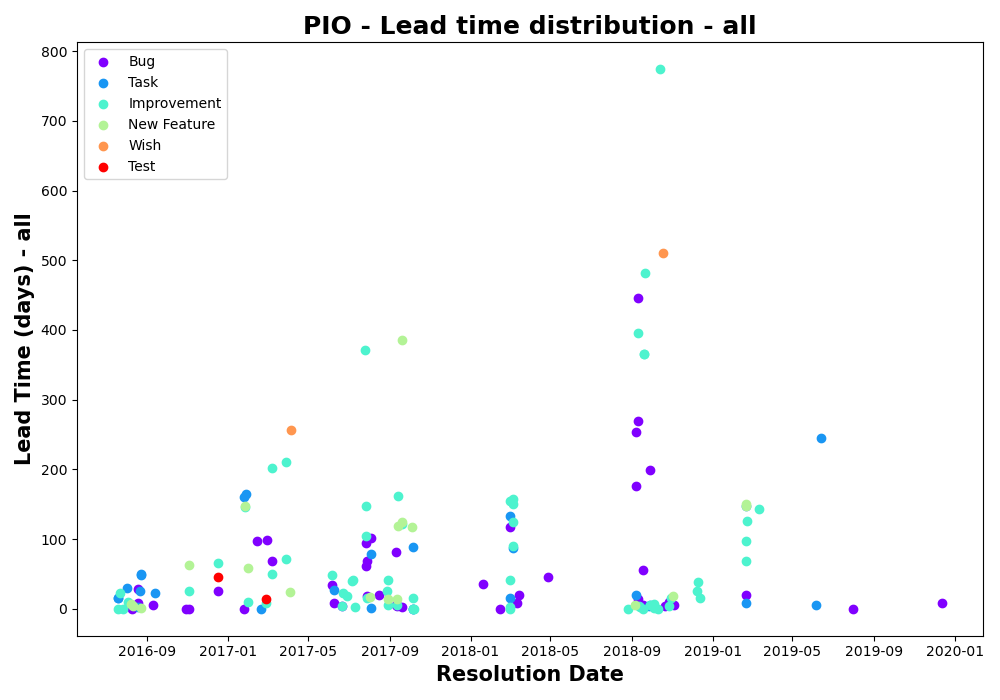 PIO - Lead time distribution - all
Bug
Task
Improvement
New Feature
Wish
Test
Lead Time (days) - all
800
700
600
500
400
300
200
100
0
2016-09 2017-01 2017-05 2017-09 2018-01 2018-05 2018-09 2019-01 2019-05 2019-09 2020-01
Resolution Date